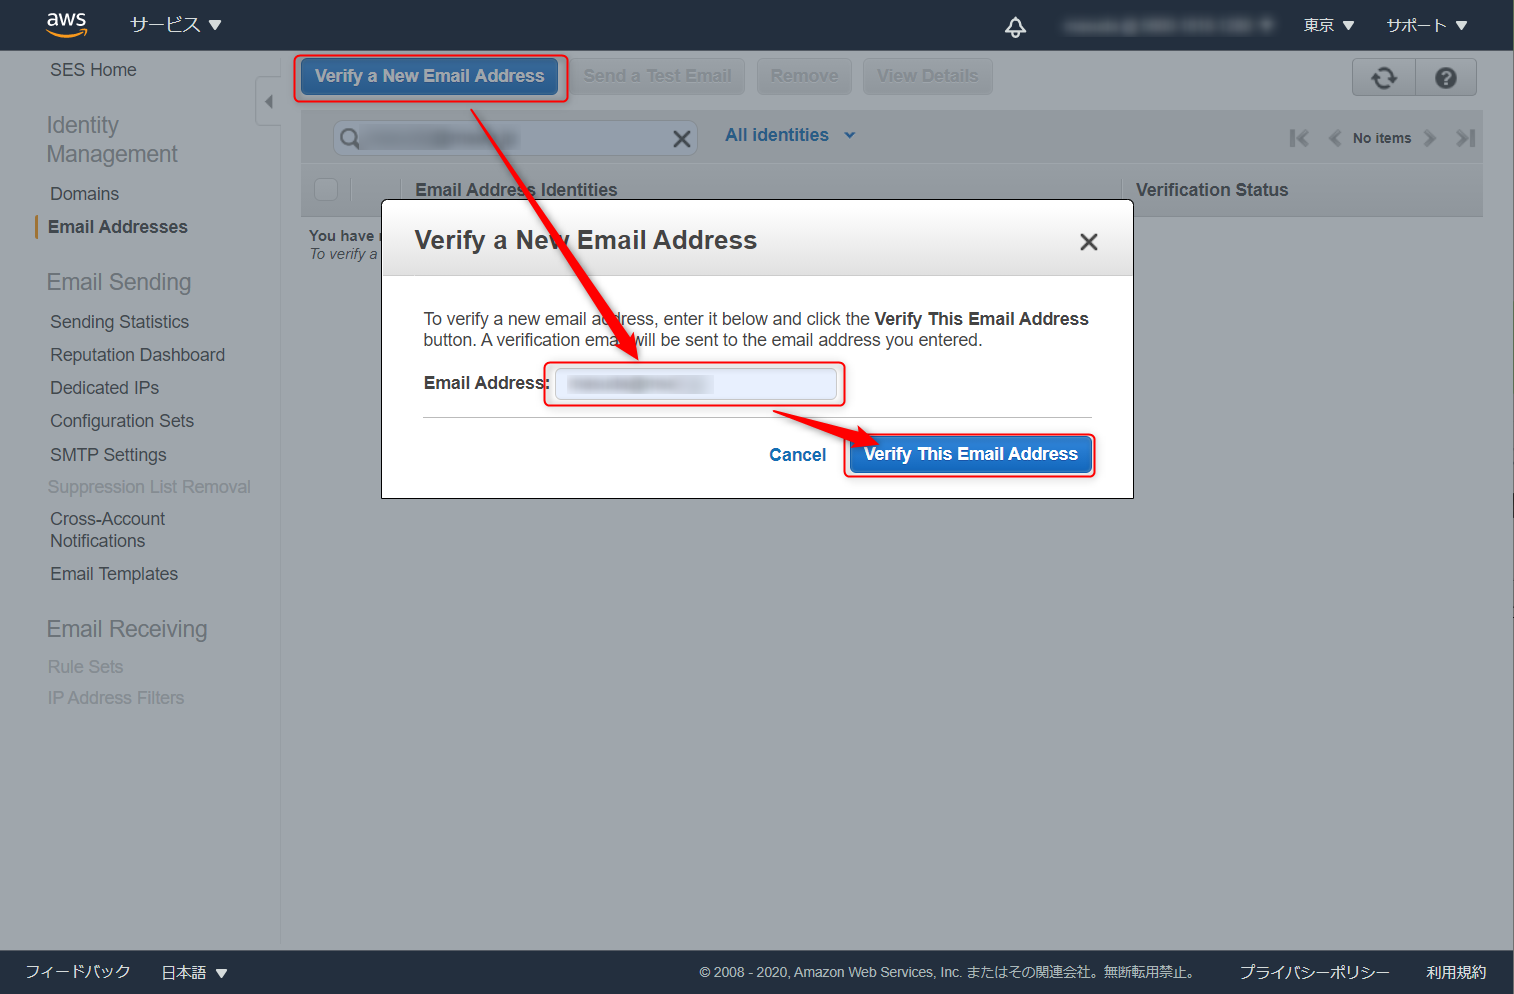 aws
サービス
東京
サポート
SES Home
Identity
Management
Domains
Email Addresses
Email Sending
Sending Statistics
Reputation Dashboard
Dedicated IPs
Configuration Sets
SMTP Settings
Suppression List Removal
Cross-Account
Notifications
Email Templates
Email Receiving
Rule Sets
IP Address Filters
Verify a New Email Address
Send a Test Email
Remove
View Details
All identities
No items
Email Address Identities
Verification Status
You have
To verify a
Verify a New Email Address
To verify a new email address, enter it below and click the Verify This Email Address
button. A verification email will be sent to the email address you entered.
Email Address:
Cancel
Verify This Email Address
フィードバック
日本語
© 2008 - 2020, Amazon Web Services, Inc. またはその関連会社。無断転用禁止。
プライバシーポリシー
利用規約